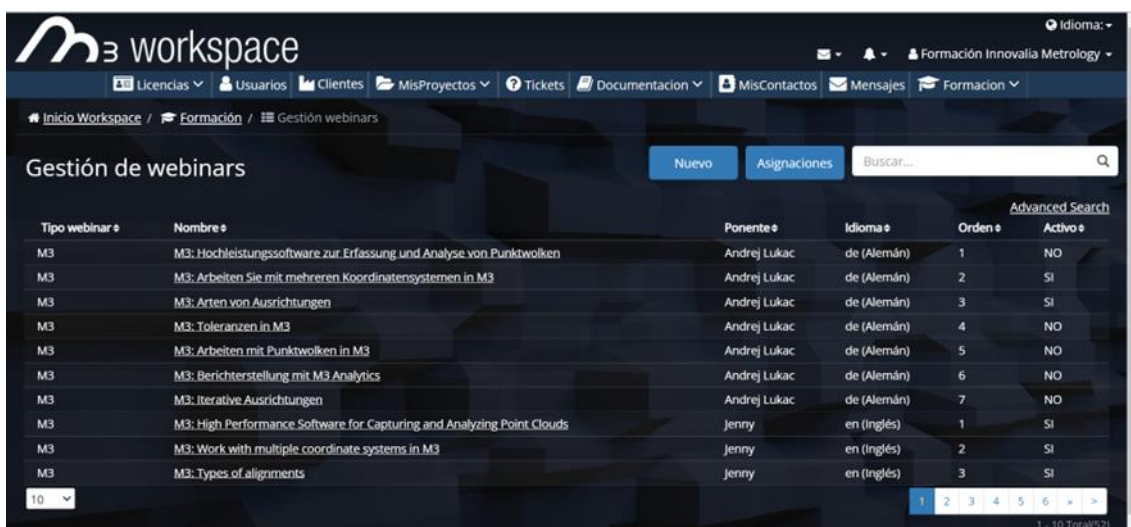 Idioma:
M3 workspace
Formación Innovalia Metrology
Licencias Usuarios Clientes MisProyectos Tickets Documentacion MisContactos Mensajes Formacion
Inicio Workspace / Formación / Gestión webinars
Gestión de webinars Nuevo Asignaciones Buscar...
Advanced Search
Tipo webinar Nombre Ponente Idioma Orden Activo
M3 M3: Hochleistungssoftware zur Erfassung und Analyse von Punktwolken Andrej Lukac de (Alemán) 1 NO
M3 M3: Arbeiten Sie mit mehreren Koordinatensystemen in M3 Andrej Lukac de (Alemán) 2 SI
M3 M3: Arten von Ausrichtungen Andrej Lukac de (Alemán) 3 SI
M3 M3: Toleranzen in M3 Andrej Lukac de (Alemán) 4 NO
M3 M3: Arbeiten mit Punktwolken in M3 Andrej Lukac de (Alemán) 5 NO
M3 M3: Berichterstellung mit M3 Analytics Andrej Lukac de (Alemán) 6 NO
M3 M3: Iterative Ausrichtungen Andrej Lukac de (Alemán) 7 NO
M3 M3: High Performance Software for Capturing and Analyzing Point Clouds Jenny en (Inglés) 1 SI
M3 M3: Work with multiple coordinate systems in M3 Jenny en (Inglés) 2 SI
M3 M3: Types of alignments Jenny en (Inglés) 3 SI
10 1 2 3 4 5 6 » >
1 - 10 Total(57)